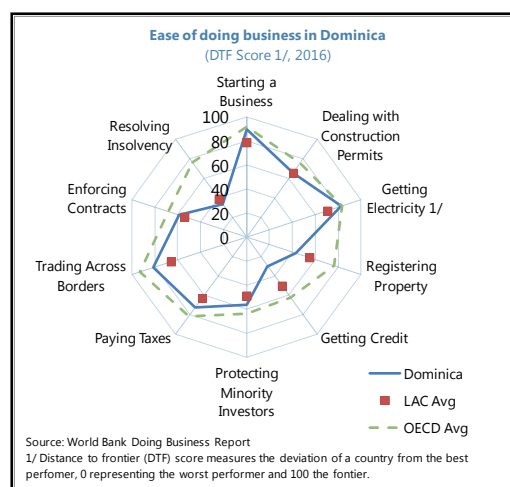 Ease of doing business in Dominica
(DTF Score 1/, 2016)
Starting a
Business
Dealing with
Construction
Permits
Getting
Electricity 1/
Registering
Property
Getting Credit
Protecting
Minority
Investors
Paying Taxes
Trading Across
Borders
Enforcing
Contracts
Resolving
Insolvency
100
80
60
40
20
0
Dominica
LAC Avg
OECD Avg
Source: World Bank Doing Business Report
1/ Distance to frontier (DTF) score measures the deviation of a country from the best
perfomer, 0 representing the worst performer and 100 the fontier.